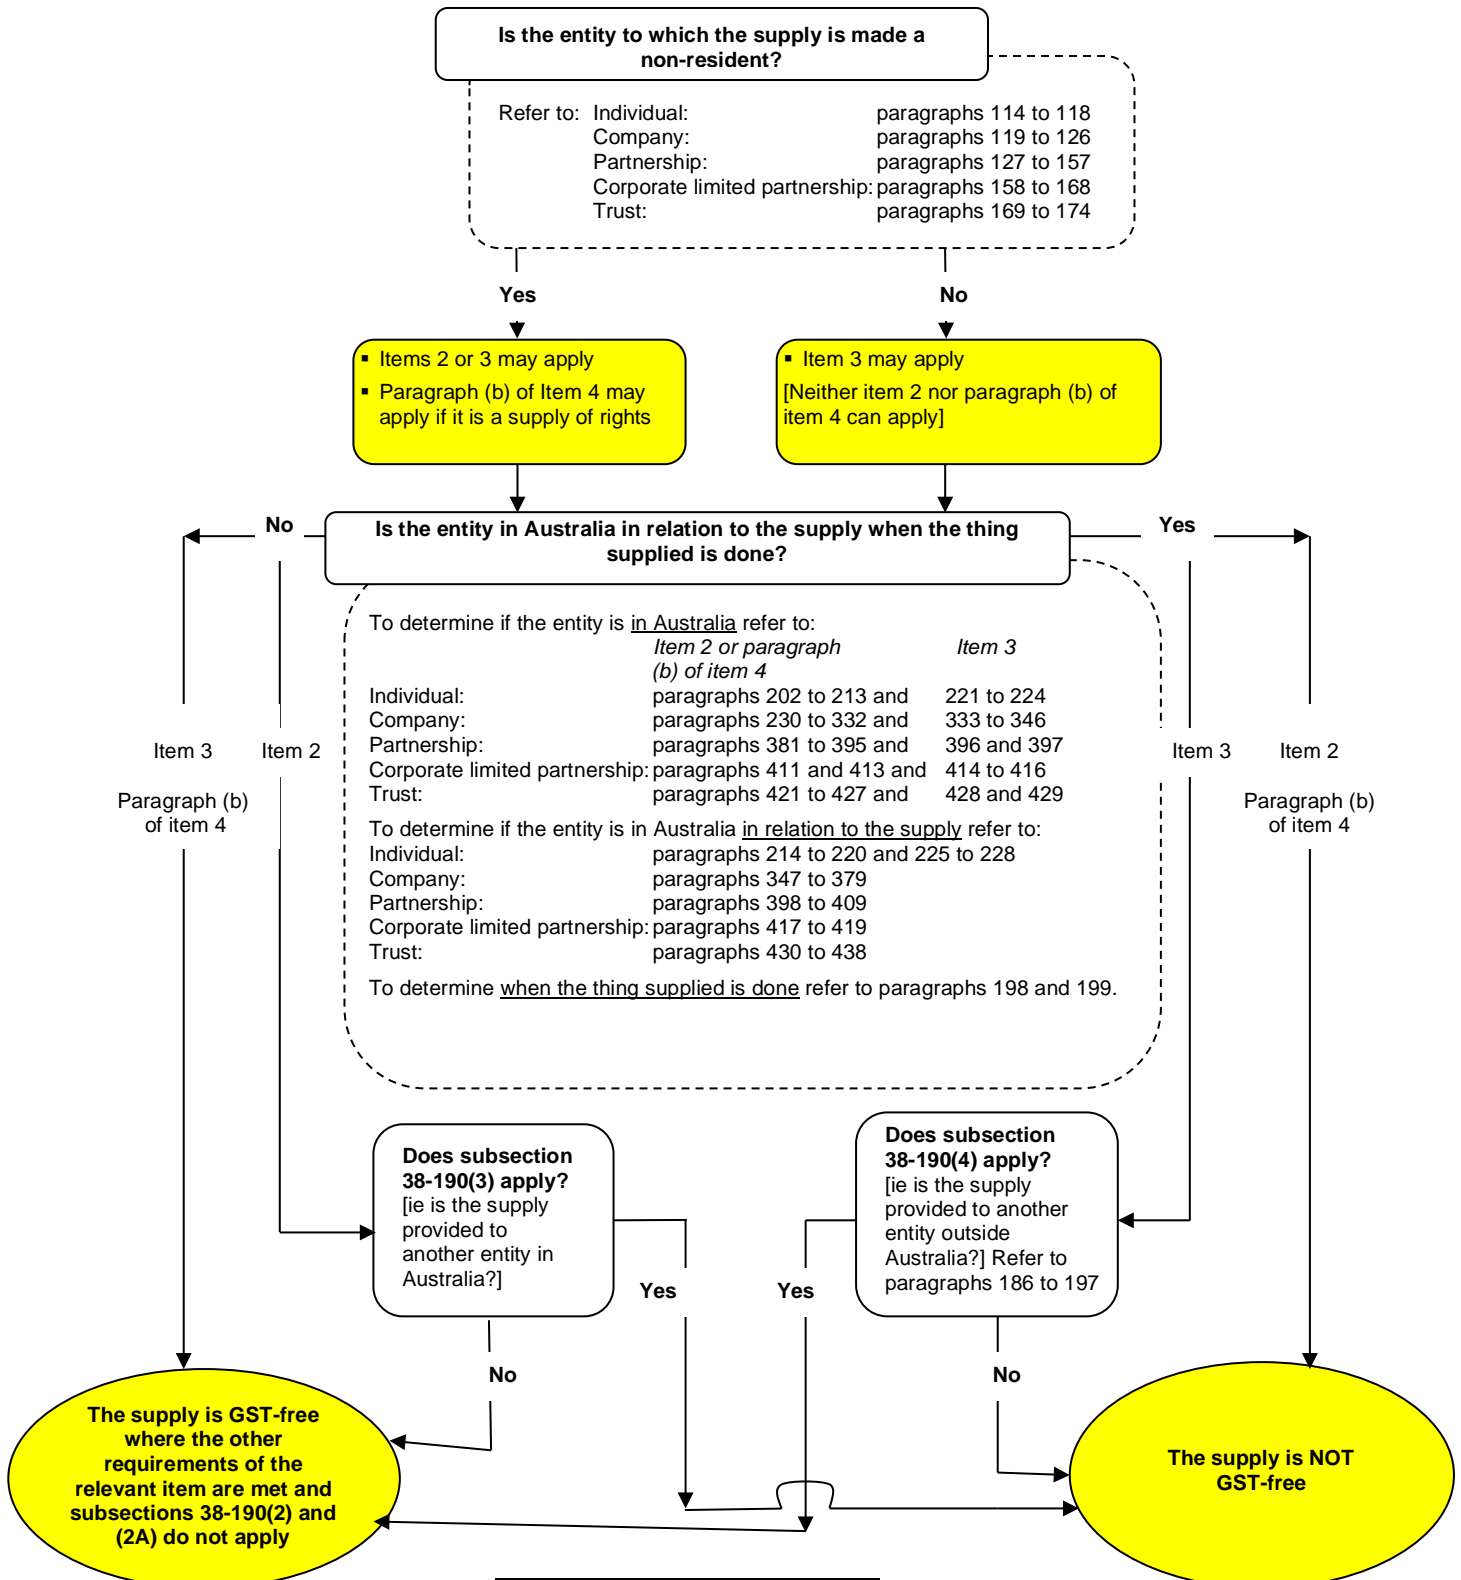 Is the entity to which the supply is made a
non-resident?
Refer to: Individual: paragraphs 114 to 118
Company: paragraphs 119 to 126
Partnership: paragraphs 127 to 157
Corporate limited partnership: paragraphs 158 to 168
Trust: paragraphs 169 to 174
Yes
No
▪ Items 2 or 3 may apply
▪ Paragraph (b) of Item 4 may
apply if it is a supply of rights
▪ Item 3 may apply
[Neither item 2 nor paragraph (b) of
item 4 can apply]
No
Is the entity in Australia in relation to the supply when the thing
supplied is done?
Yes
To determine if the entity is in Australia refer to:
Item 2 or paragraph Item 3
(b) of item 4
Individual: paragraphs 202 to 213 and 221 to 224
Company: paragraphs 230 to 332 and 333 to 346
Partnership: paragraphs 381 to 395 and 396 and 397
Corporate limited partnership: paragraphs 411 and 413 and 414 to 416
Trust: paragraphs 421 to 427 and 428 and 429
To determine if the entity is in Australia in relation to the supply refer to:
Individual: paragraphs 214 to 220 and 225 to 228
Company: paragraphs 347 to 379
Partnership: paragraphs 398 to 409
Corporate limited partnership: paragraphs 417 to 419
Trust: paragraphs 430 to 438
To determine when the thing supplied is done refer to paragraphs 198 and 199.
Item 3
Paragraph (b)
of item 4
Item 2
Item 3
Item 2
Paragraph (b)
of item 4
Does subsection
38-190(3) apply?
[ie is the supply
provided to
another entity in
Australia?]
Does subsection
38-190(4) apply?
[ie is the supply
provided to another
entity outside
Australia?] Refer to
paragraphs 186 to 197
Yes
Yes
No
No
The supply is GST-free
where the other
requirements of the
relevant item are met and
subsections 38-190(2) and
(2A) do not apply
The supply is NOT
GST-free